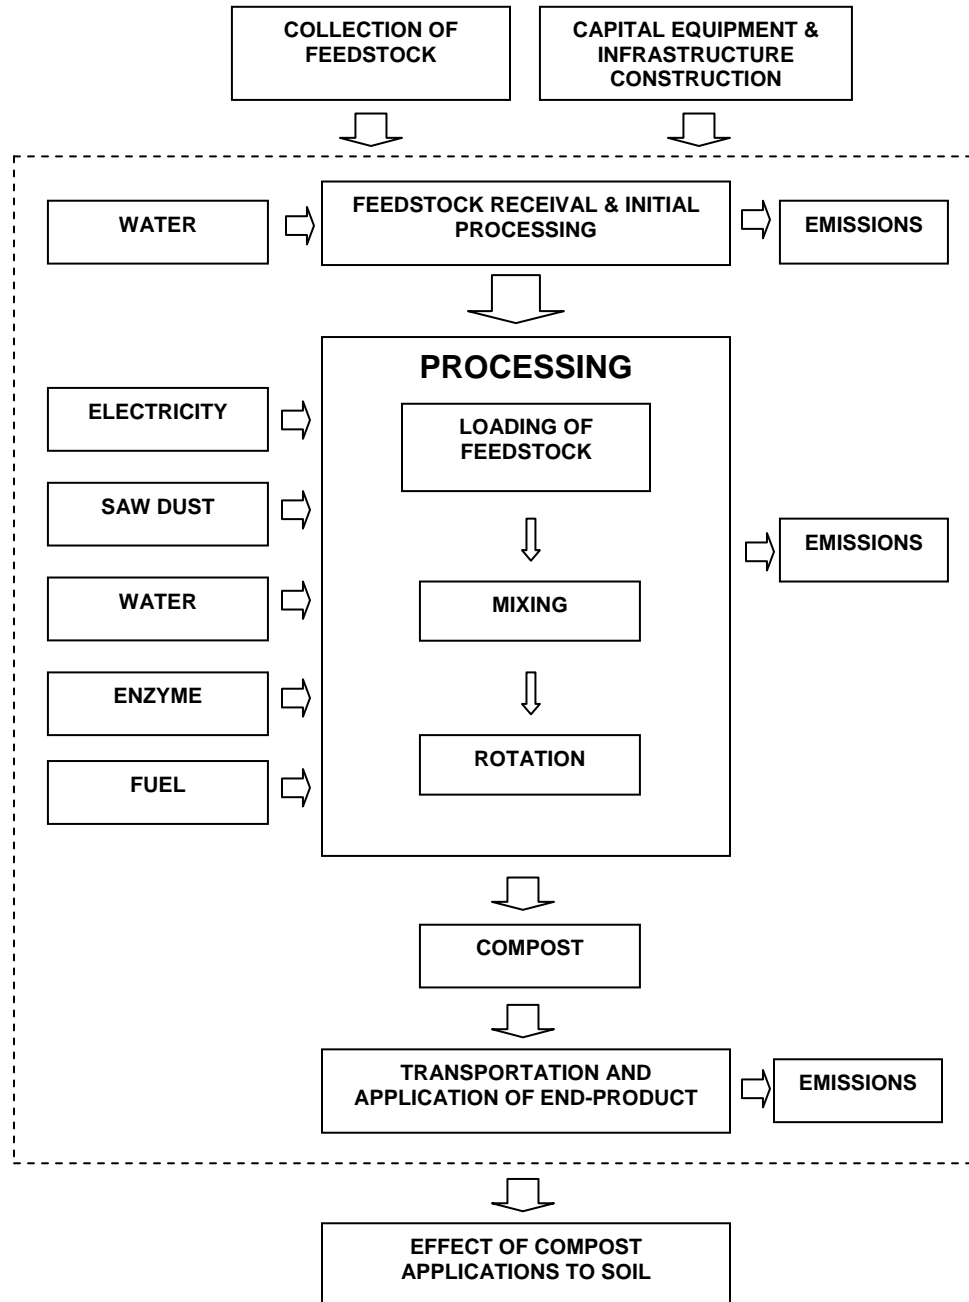 COLLECTION OF
FEEDSTOCK
CAPITAL EQUIPMENT &
INFRASTRUCTURE
CONSTRUCTION
WATER
FEEDSTOCK RECEIVAL & INITIAL
PROCESSING
EMISSIONS
PROCESSING
ELECTRICITY
LOADING OF
FEEDSTOCK
SAW DUST
EMISSIONS
WATER
MIXING
ENZYME
ROTATION
FUEL
COMPOST
TRANSPORTATION AND
APPLICATION OF END-PRODUCT
EMISSIONS
EFFECT OF COMPOST
APPLICATIONS TO SOIL